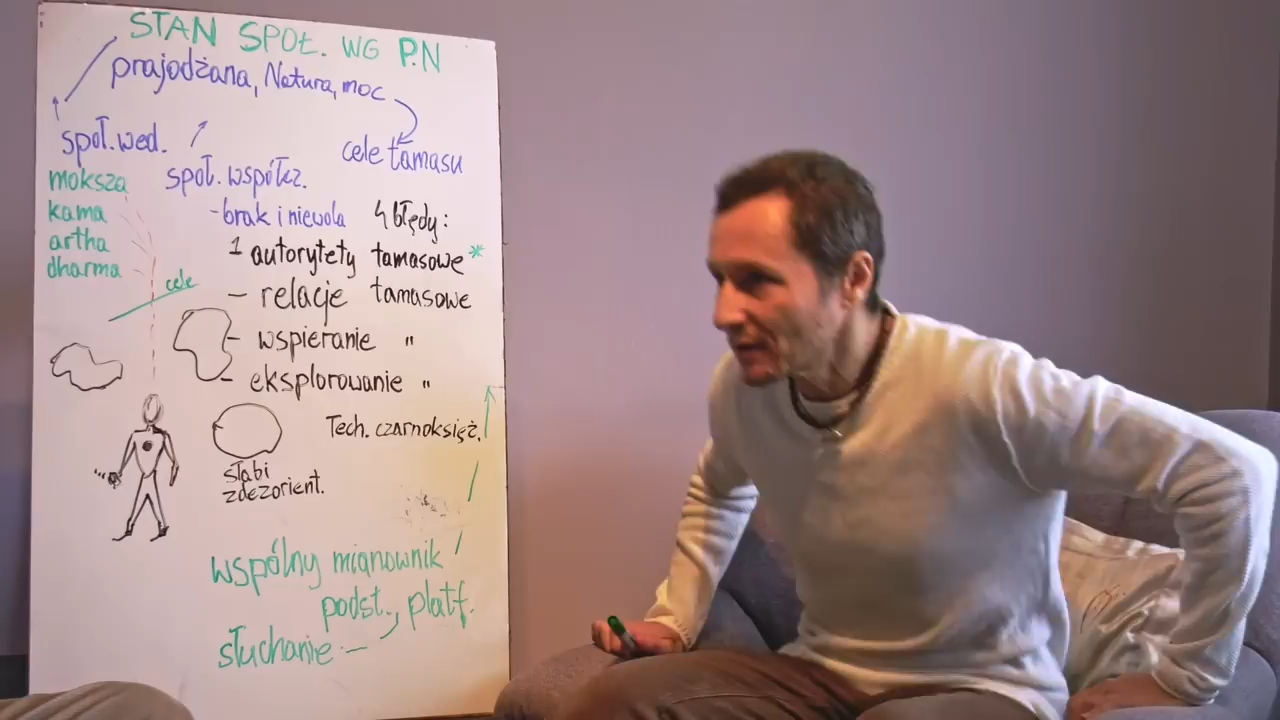 STAN SPOŁ. WG P.N
prajodżana, Natura, moc
społ. wed.
cele tamasu
moksza
kama
artha
dharma
cele
społ. współcz.
- brak i niewola
4 błędy:
1 autorytety tamasowe *
- relacje tamasowe
- wspieranie "
- eksplorowanie "
Tech. czarnoksięż.
słabi
zdezorient.
wspólny mianownik
podst., platf.
słuchanie -